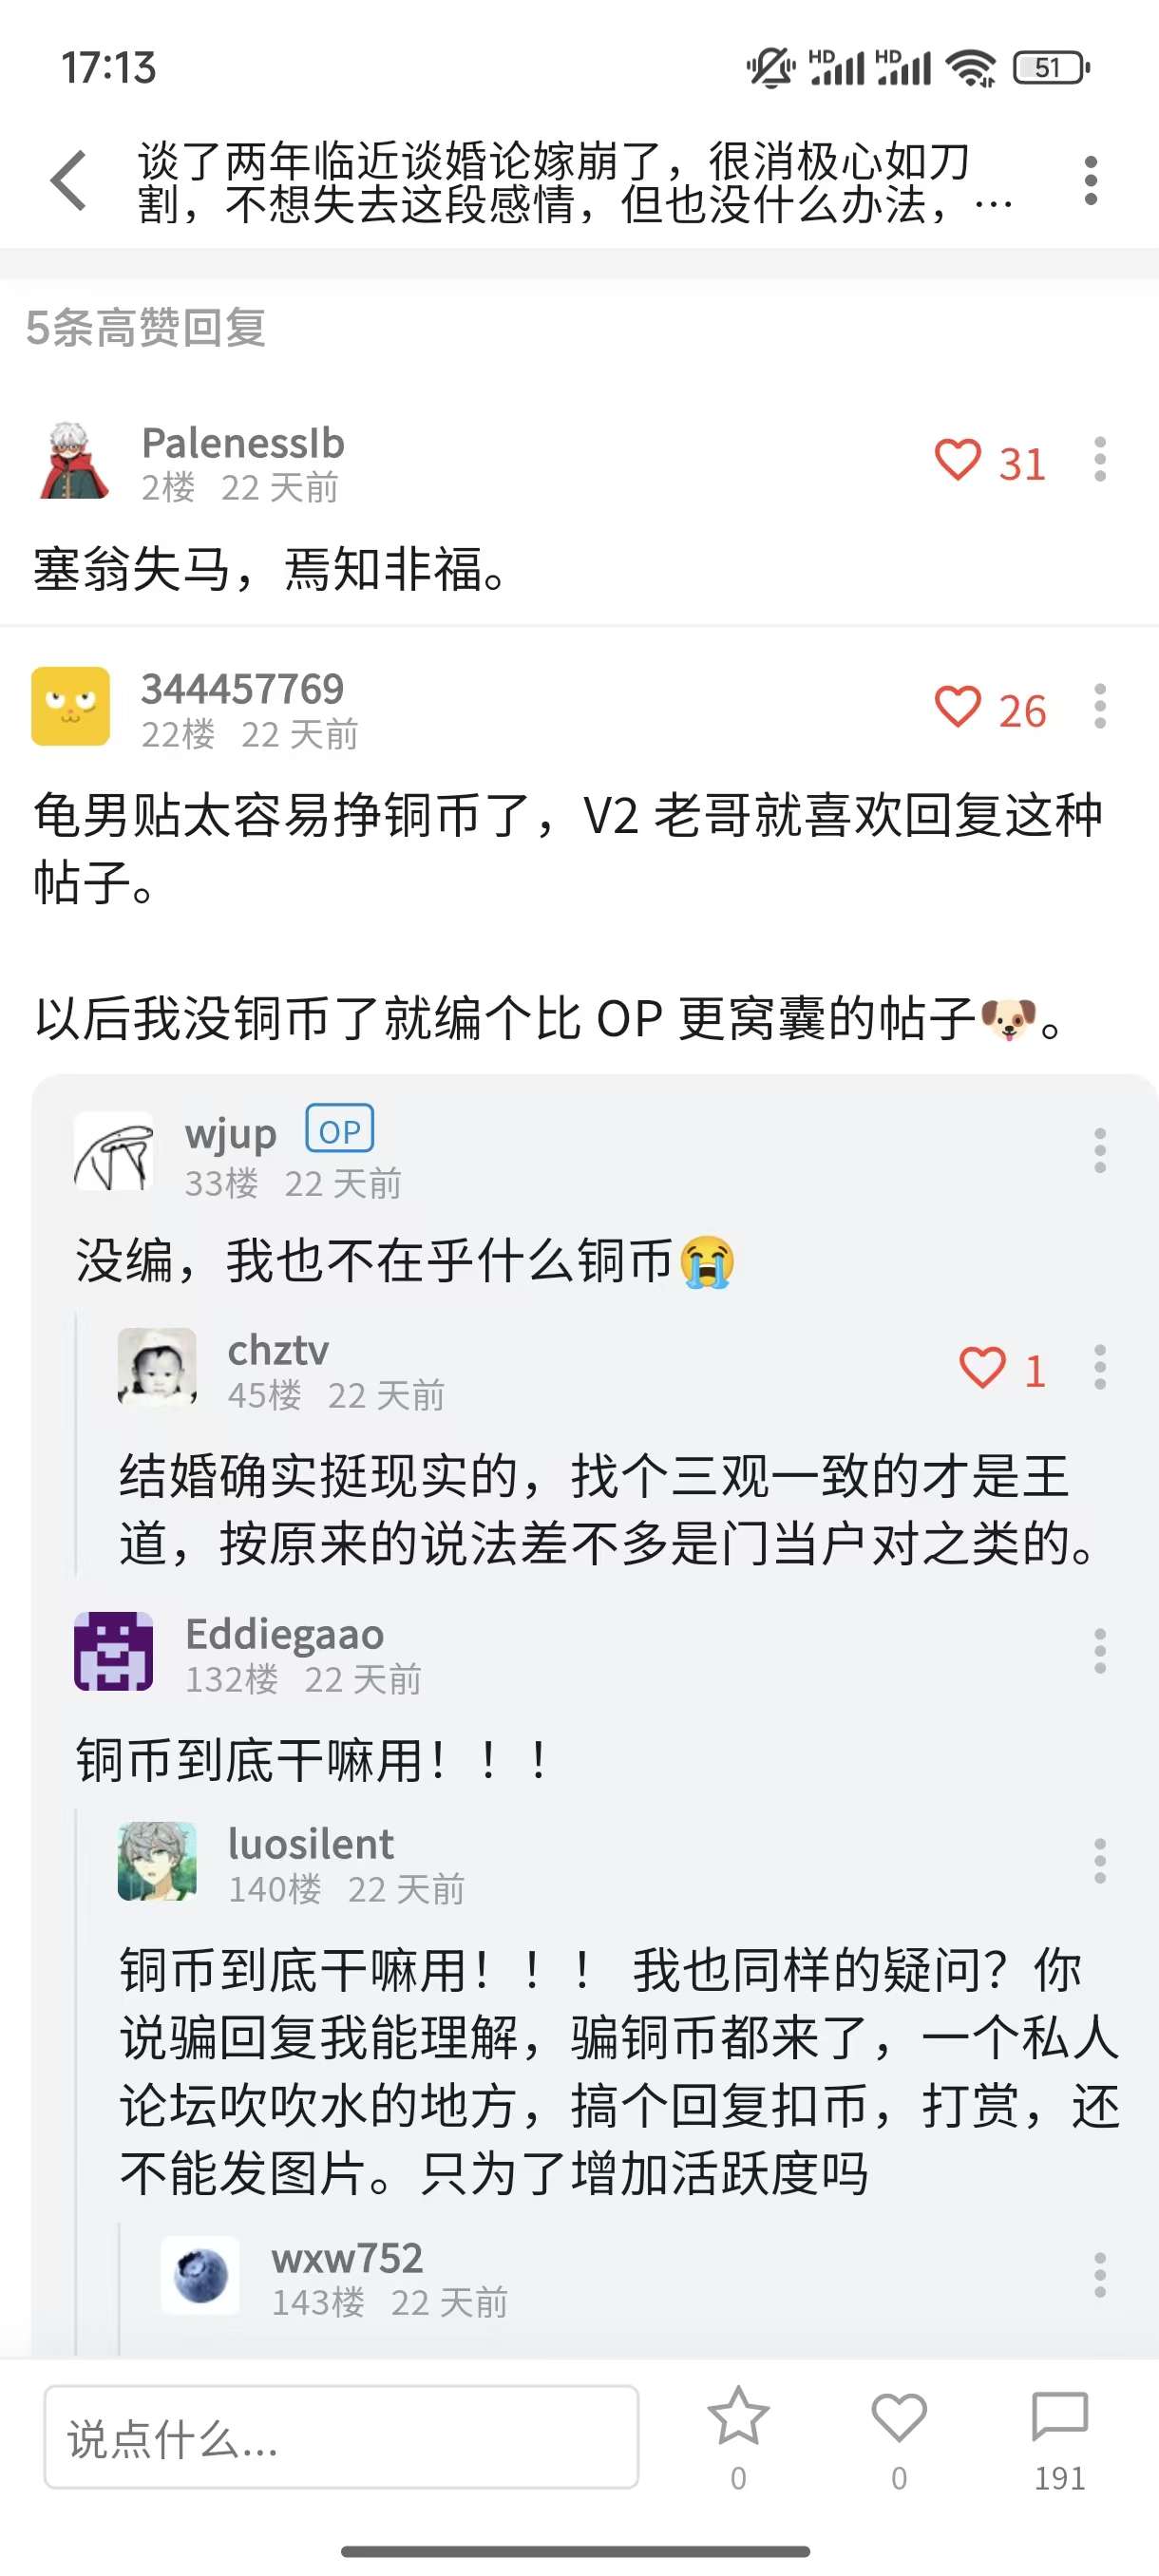 17:13
HD HD 51
谈了两年临近谈婚论嫁崩了，很消极心如刀
割，不想失去这段感情，但也没什么办法，…
5条高赞回复
PalenessIb
2楼 22 天前
31
塞翁失马，焉知非福。
344457769
22楼 22 天前
26
龟男贴太容易挣铜币了，V2 老哥就喜欢回复这种
帖子。
以后我没铜币了就编个比 OP 更窝囊的帖子🐶。
wjup OP
33楼 22 天前
没编，我也不在乎什么铜币😭
chztv
45楼 22 天前
1
结婚确实挺现实的，找个三观一致的才是王
道，按原来的说法差不多是门当户对之类的。
Eddiegaao
132楼 22 天前
铜币到底干嘛用！！！
luosilent
140楼 22 天前
铜币到底干嘛用！！！ 我也同样的疑问？你
说骗回复我能理解，骗铜币都来了，一个私人
论坛吹吹水的地方，搞个回复扣币，打赏，还
不能发图片。只为了增加活跃度吗
wxw752
143楼 22 天前
说点什么...
0 0 191